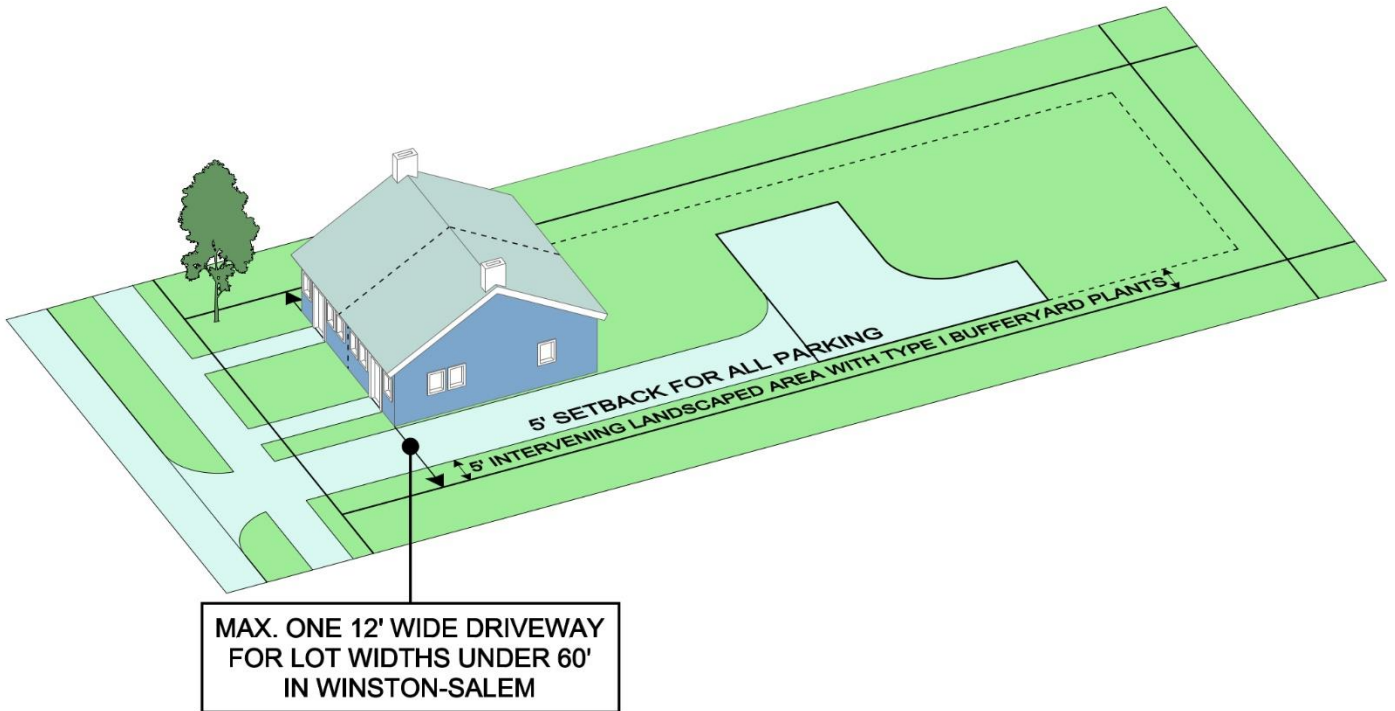 5' SETBACK FOR ALL PARKING
5' INTERVENING LANDSCAPED AREA WITH TYPE I BUFFERYARD PLANTS
MAX. ONE 12' WIDE DRIVEWAY
FOR LOT WIDTHS UNDER 60'
IN WINSTON-SALEM